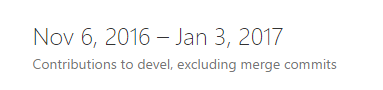 Nov 6, 2016 – Jan 3, 2017
Contributions to devel, excluding merge commits